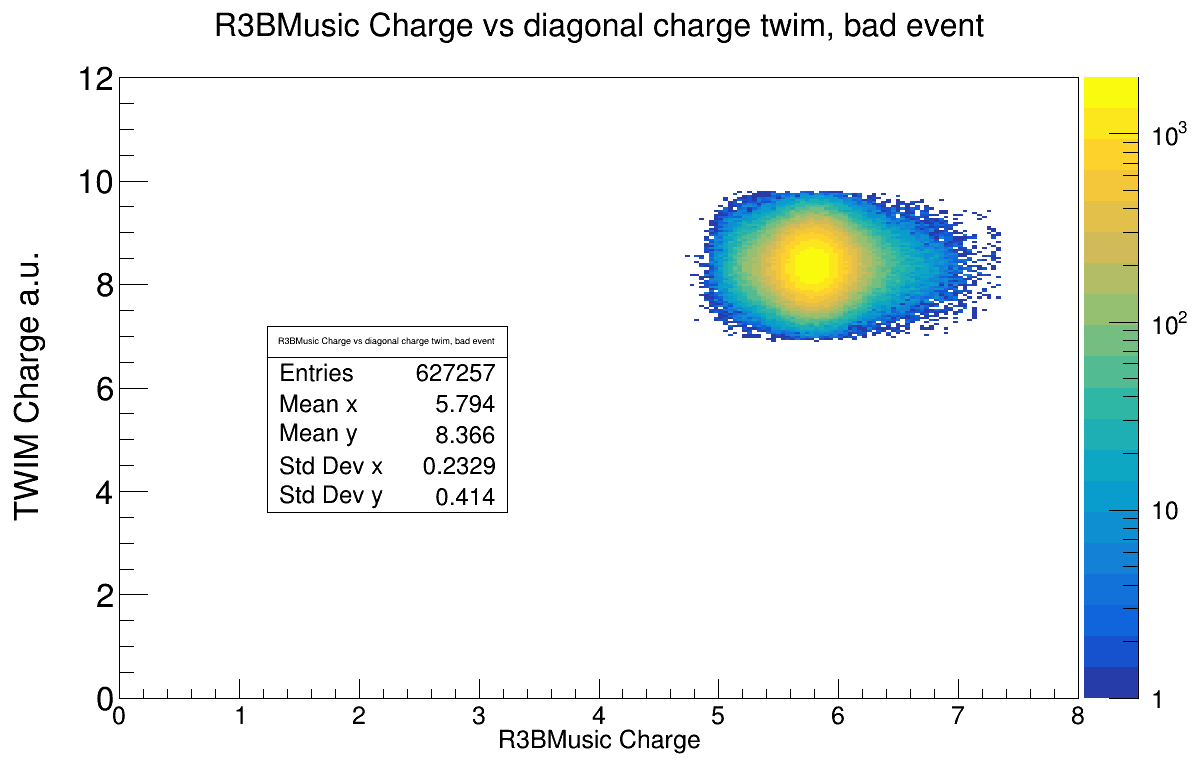 R3BMusic Charge vs diagonal charge twim, bad event
TWIM Charge a.u.
12
10
8
6
4
2
0
R3BMusic Charge vs diagonal charge twim, bad event
Entries 627257
Mean x 5.794
Mean y 8.366
Std Dev x 0.2329
Std Dev y 0.414
0 1 2 3 4 5 6 7 8
R3BMusic Charge
10³
10²
10
1